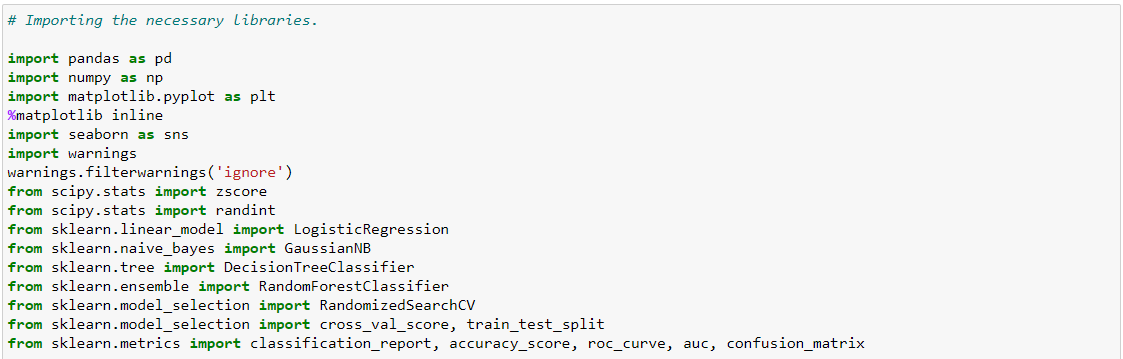 # Importing the necessary libraries.
import pandas as pd
import numpy as np
import matplotlib.pyplot as plt
%matplotlib inline
import seaborn as sns
import warnings
warnings.filterwarnings('ignore')
from scipy.stats import zscore
from scipy.stats import randint
from sklearn.linear_model import LogisticRegression
from sklearn.naive_bayes import GaussianNB
from sklearn.tree import DecisionTreeClassifier
from sklearn.ensemble import RandomForestClassifier
from sklearn.model_selection import RandomizedSearchCV
from sklearn.model_selection import cross_val_score, train_test_split
from sklearn.metrics import classification_report, accuracy_score, roc_curve, auc, confusion_matrix